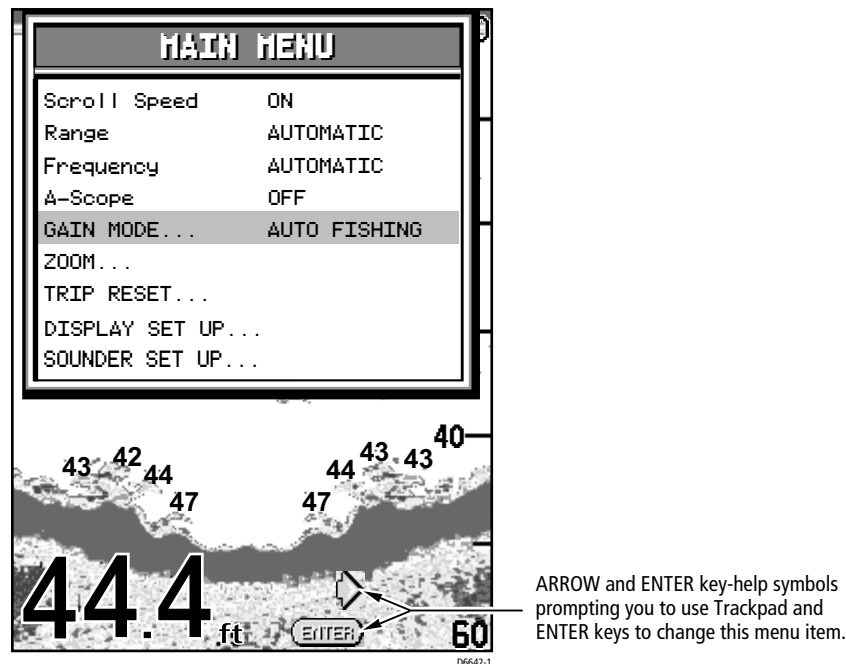 MAIN MENU
Scroll Speed ON
Range AUTOMATIC
Frequency AUTOMATIC
A-Scope OFF
GAIN MODE... AUTO FISHING
ZOOM...
TRIP RESET...
DISPLAY SET UP...
SOUNDER SET UP...
40
43 42 44 44 43 43
47 47
44.4 ft
ENTER
60
ARROW and ENTER key-help symbols
prompting you to use Trackpad and
ENTER keys to change this menu item.
D6642-1